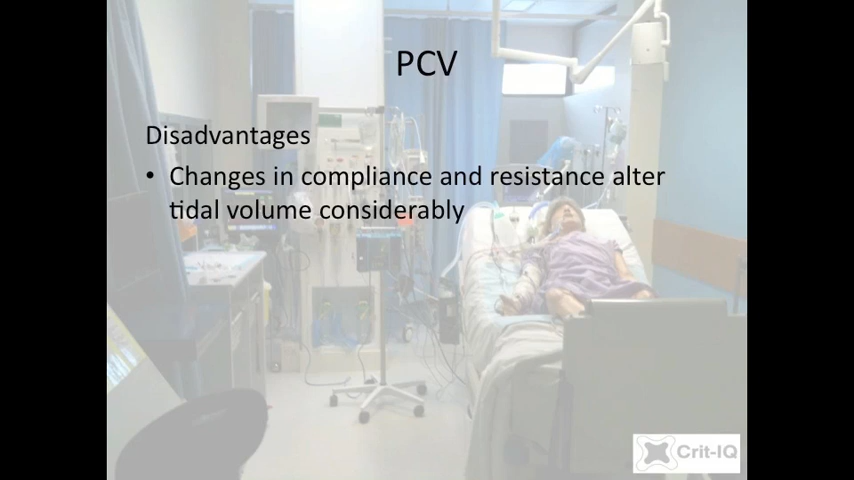 PCV
Disadvantages
• Changes in compliance and resistance alter
tidal volume considerably
Crit-IQ